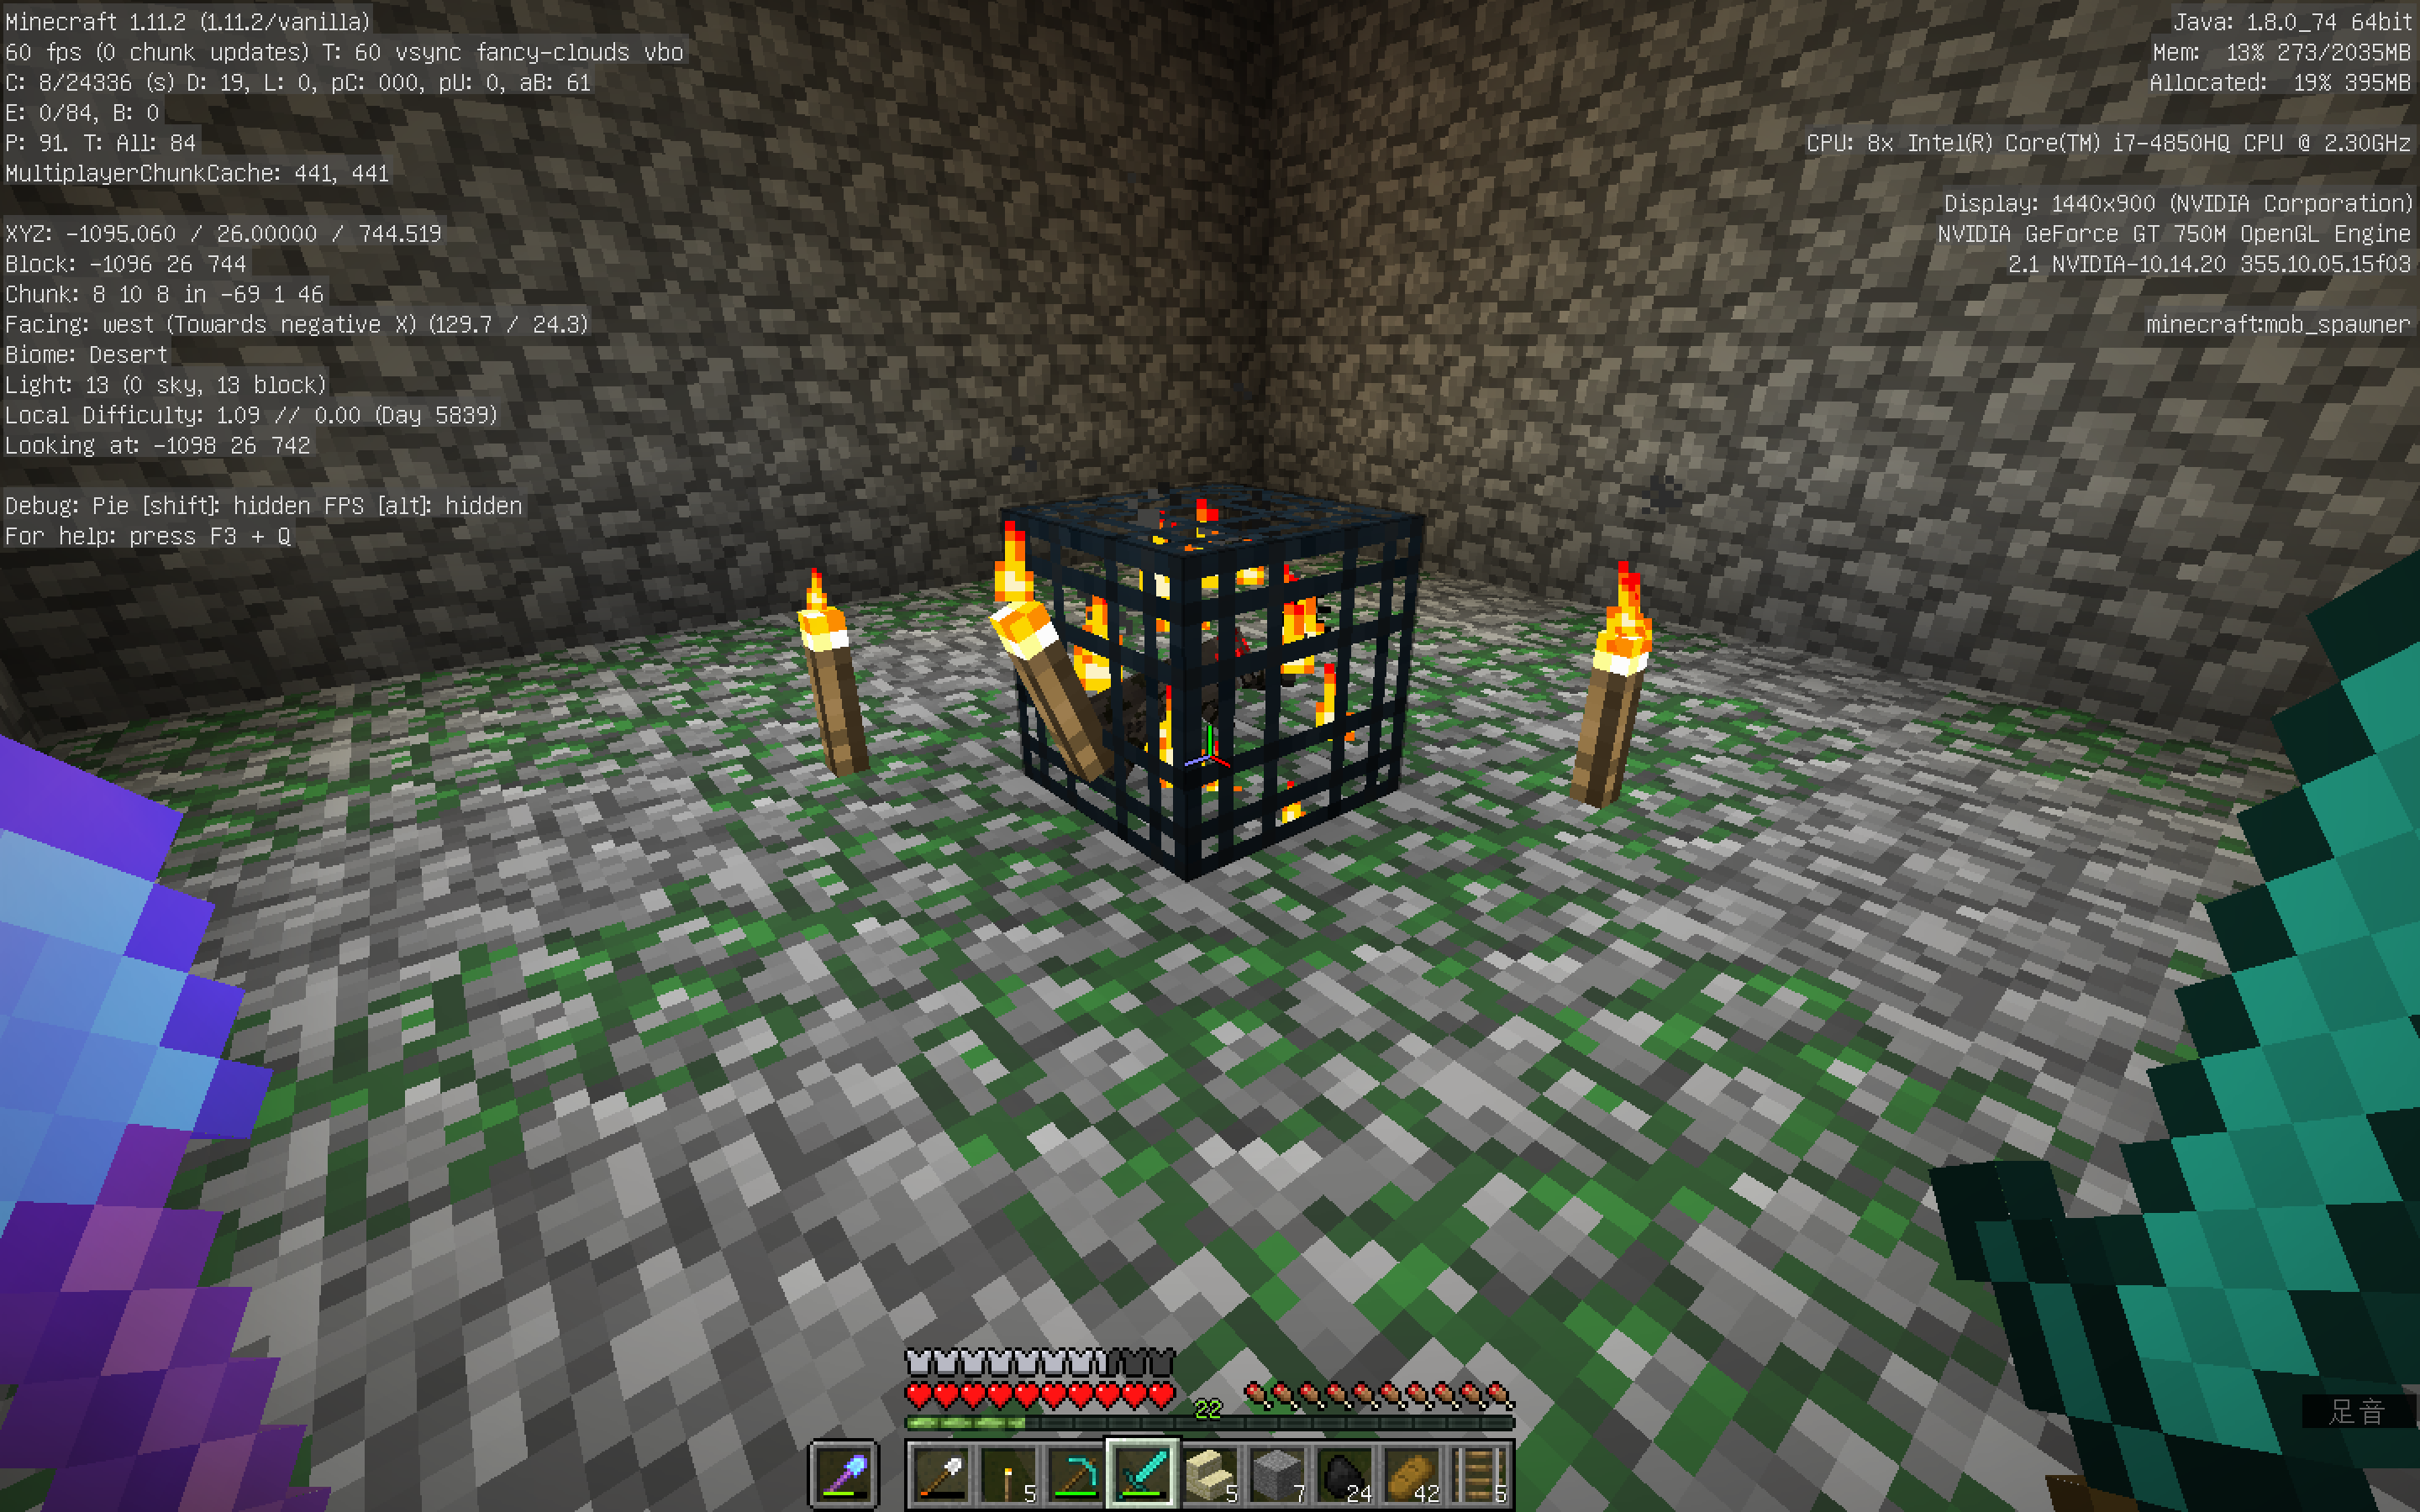 Minecraft 1.11.2 (1.11.2/vanilla)
60 fps (0 chunk updates) T: 60 vsync fancy-clouds vbo
C: 8/24336 (s) D: 19, L: 0, pC: 000, pU: 0, aB: 61
E: 0/84, B: 0
P: 91. T: All: 84
MultiplayerChunkCache: 441, 441
XYZ: -1095.060 / 26.00000 / 744.519
Block: -1096 26 744
Chunk: 8 10 8 in -69 1 46
Facing: west (Towards negative X) (129.7 / 24.3)
Biome: Desert
Light: 13 (0 sky, 13 block)
Local Difficulty: 1.09 // 0.00 (Day 5839)
Looking at: -1098 26 742
Debug: Pie [shift]: hidden FPS [alt]: hidden
For help: press F3 + Q
Java: 1.8.0_74 64bit
Mem: 13% 273/2035MB
Allocated: 19% 395MB
CPU: 8x Intel(R) Core(TM) i7-4850HQ CPU @ 2.30GHz
Display: 1440x900 (NVIDIA Corporation)
NVIDIA GeForce GT 750M OpenGL Engine
2.1 NVIDIA-10.14.20 355.10.05.15f03
minecraft:mob_spawner
足音
22
5 5 7 24 42 5